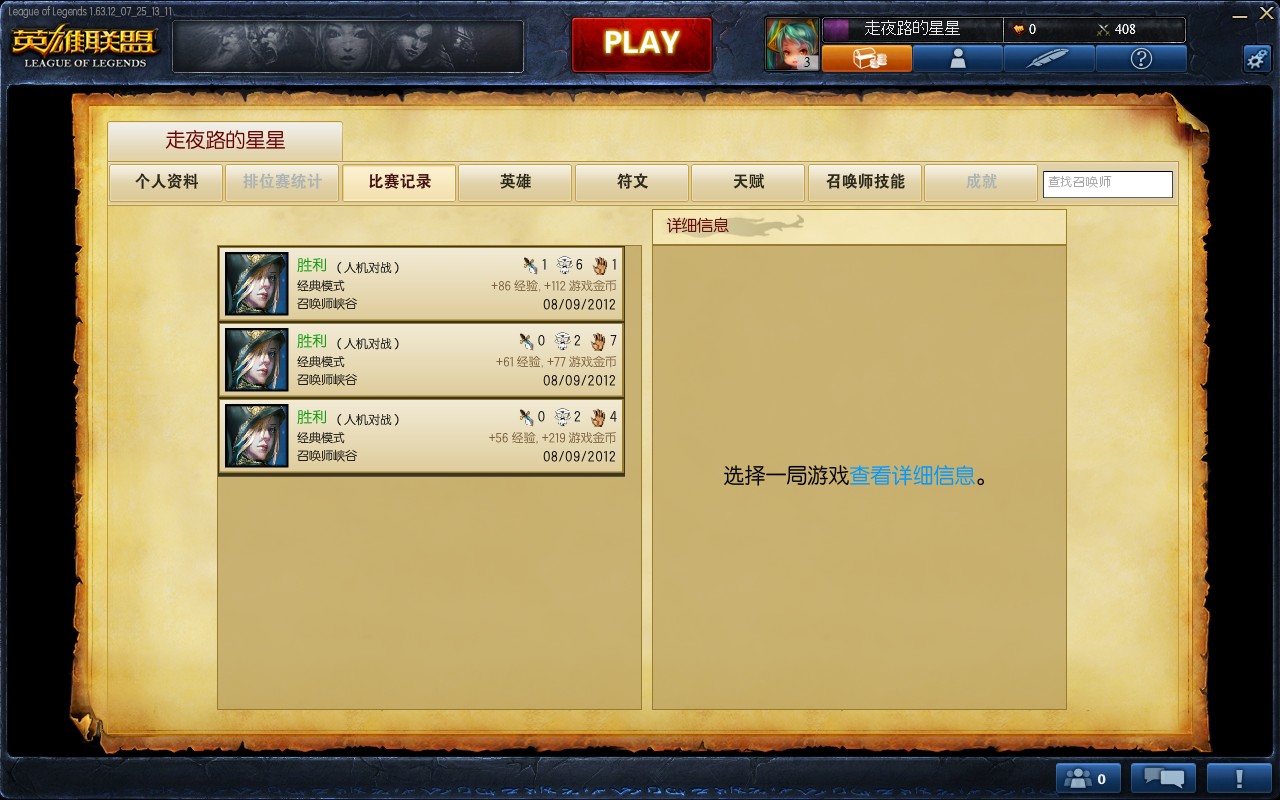 League of Legends 1.63.12_07_25_13_11
英雄联盟
LEAGUE OF LEGENDS
PLAY
3
走夜路的星星
0
408
走夜路的星星
个人资料
排位赛统计
比赛记录
英雄
符文
天赋
召唤师技能
成就
查找召唤师
详细信息
胜利 (人机对战) 1 6 1
经典模式 +86 经验, +112 游戏金币
召唤师峡谷 08/09/2012
胜利 (人机对战) 0 2 7
经典模式 +61 经验, +77 游戏金币
召唤师峡谷 08/09/2012
胜利 (人机对战) 0 2 4
经典模式 +56 经验, +219 游戏金币
召唤师峡谷 08/09/2012
选择一局游戏查看详细信息。
0